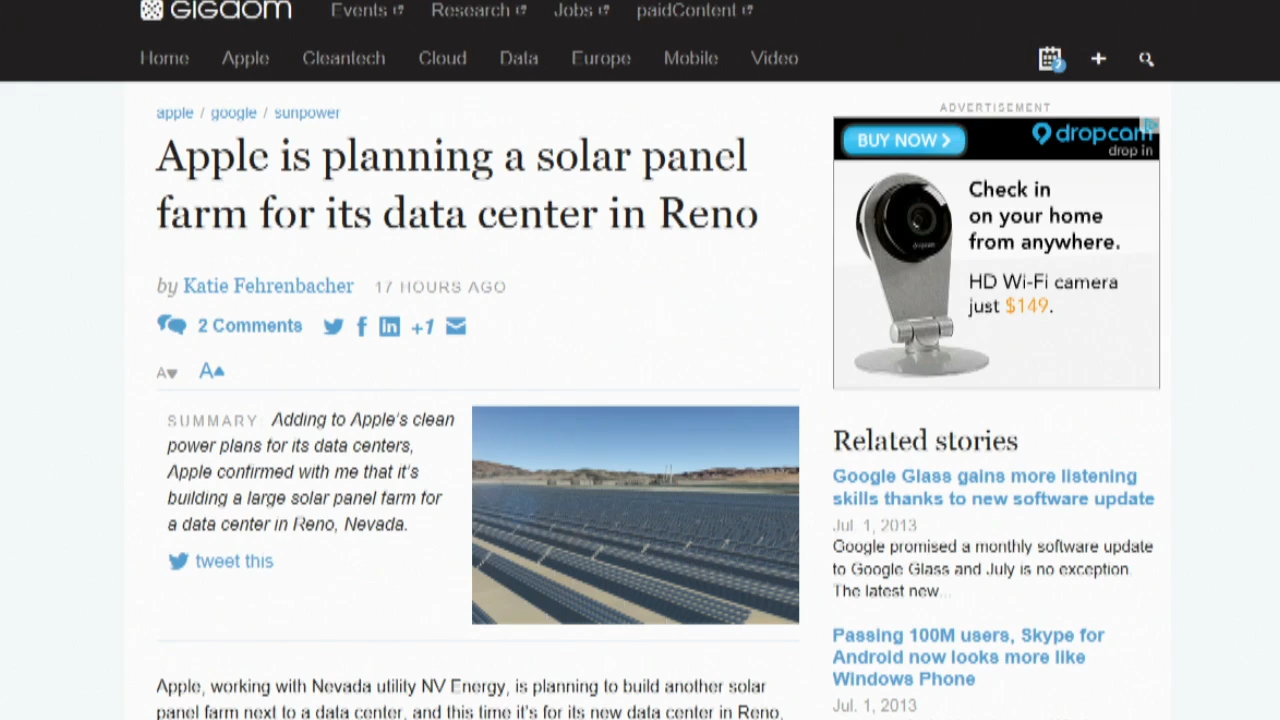 GIGAOM
Events Research Jobs paidContent
Home Apple Cleantech Cloud Data Europe Mobile Video
2
apple / google / sunpower
Apple is planning a solar panel
farm for its data center in Reno
by Katie Fehrenbacher 17 HOURS AGO
2 Comments +1
A A
SUMMARY: Adding to Apple's clean
power plans for its data centers,
Apple confirmed with me that it's
building a large solar panel farm for
a data center in Reno, Nevada.
tweet this
Apple, working with Nevada utility NV Energy, is planning to build another solar
panel farm next to a data center, and this time it's for its new data center in Reno,
ADVERTISEMENT
BUY NOW
dropcam
drop in
Check in
on your home
from anywhere.
HD Wi-Fi camera
just $149.
dropcam
Related stories
Google Glass gains more listening
skills thanks to new software update
Jul. 1, 2013
Google promised a monthly software update
to Google Glass and July is no exception.
The latest new...
Passing 100M users, Skype for
Android now looks more like
Windows Phone
Jul. 1, 2013